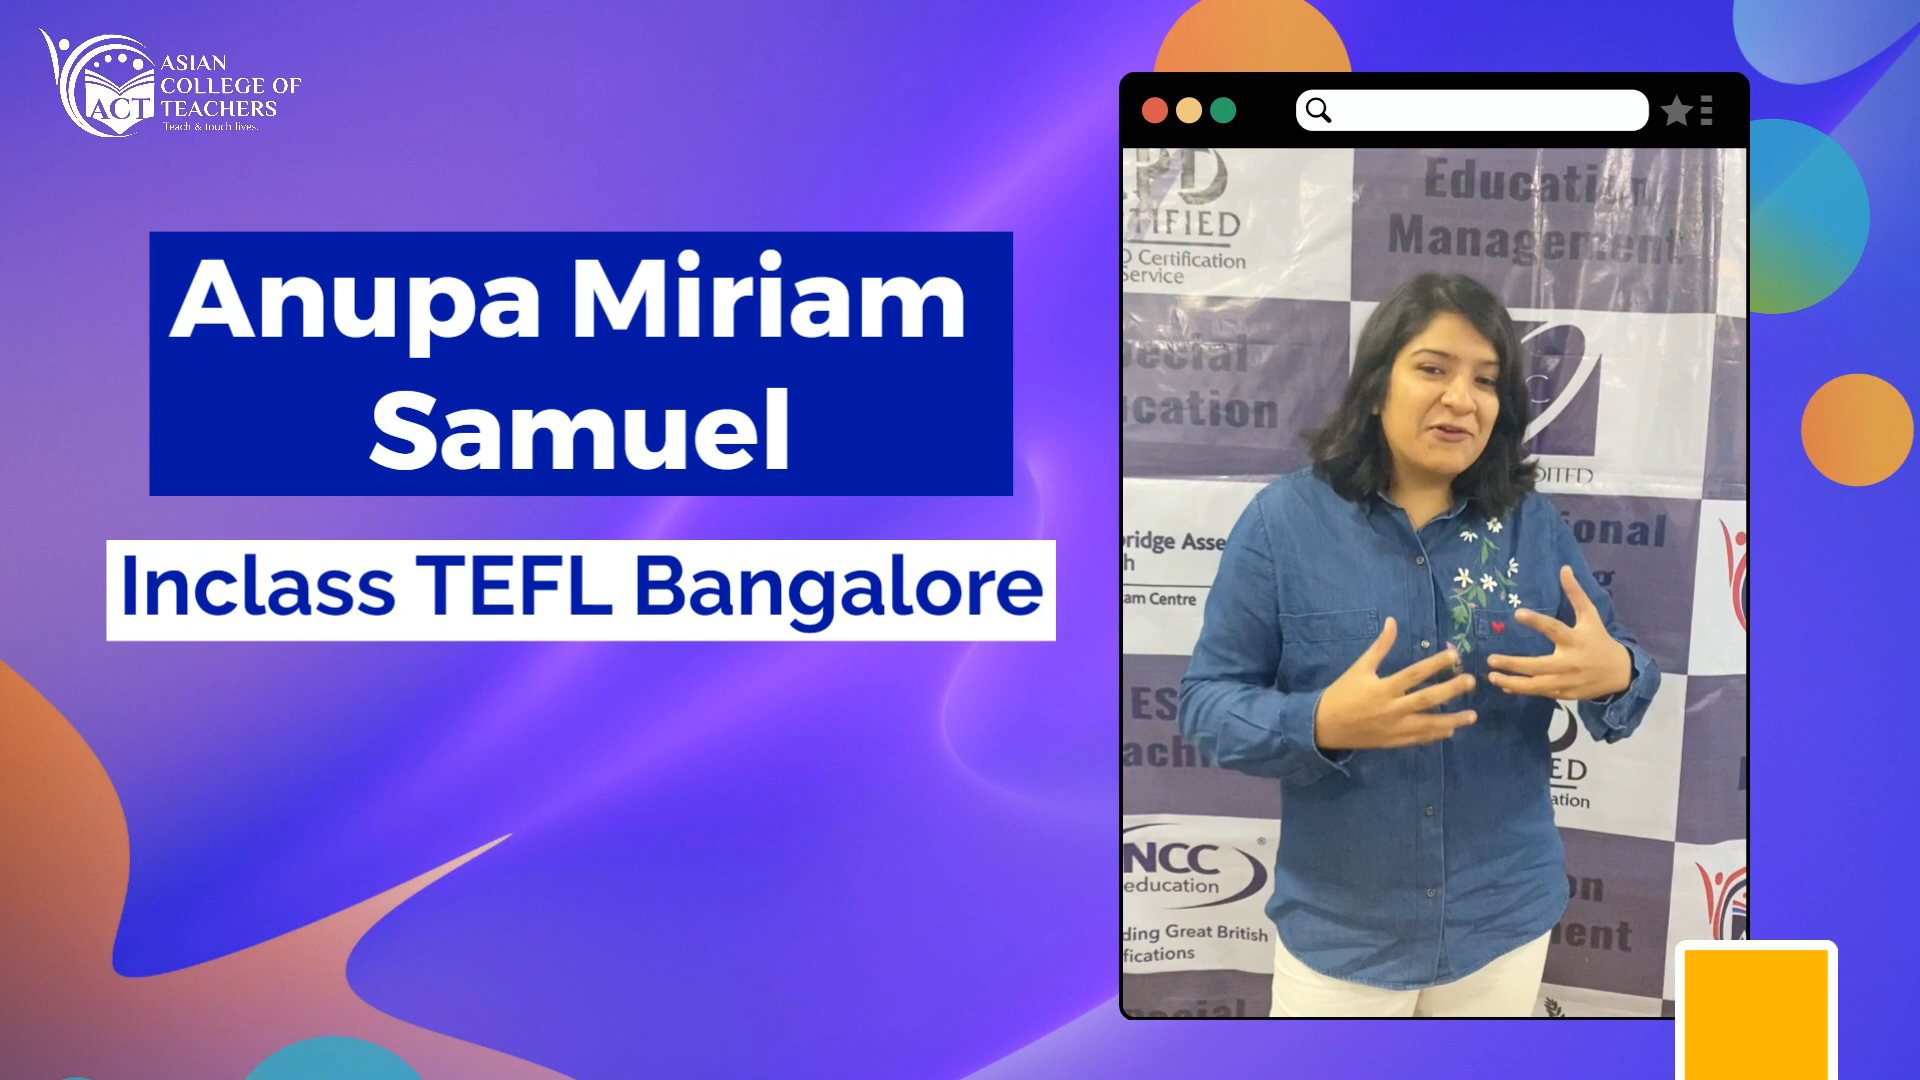 ASIAN
COLLEGE OF
TEACHERS
ACT
Teach & touch lives.
Anupa Miriam
Samuel
Inclass TEFL Bangalore
Education
Management
Certification
Service
am Centre
NCC
education
®
ding Great British